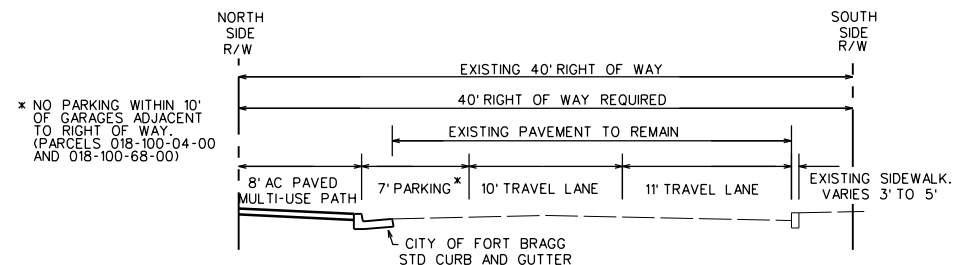 NORTH
SIDE
R/W
SOUTH
SIDE
R/W
EXISTING 40' RIGHT OF WAY
40' RIGHT OF WAY REQUIRED
* NO PARKING WITHIN 10'
OF GARAGES ADJACENT
TO RIGHT OF WAY.
(PARCELS 018-100-04-00
AND 018-100-68-00)
EXISTING PAVEMENT TO REMAIN
8' AC PAVED
MULTI-USE PATH
7' PARKING*
10' TRAVEL LANE
11' TRAVEL LANE
EXISTING SIDEWALK.
VARIES 3' TO 5'
CITY OF FORT BRAGG
STD CURB AND GUTTER